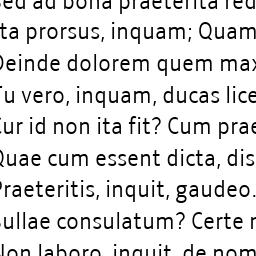 sed ad bona praeterita red
ita prorsus, inquam; Quam
Deinde dolorem quem max
Tu vero, inquam, ducas lice
Cur id non ita fit? Cum prae
Quae cum essent dicta, dis
Praeteritis, inquit, gaudeo.
Sullae consulatum? Certe n
Non laboro, inquit, de nom